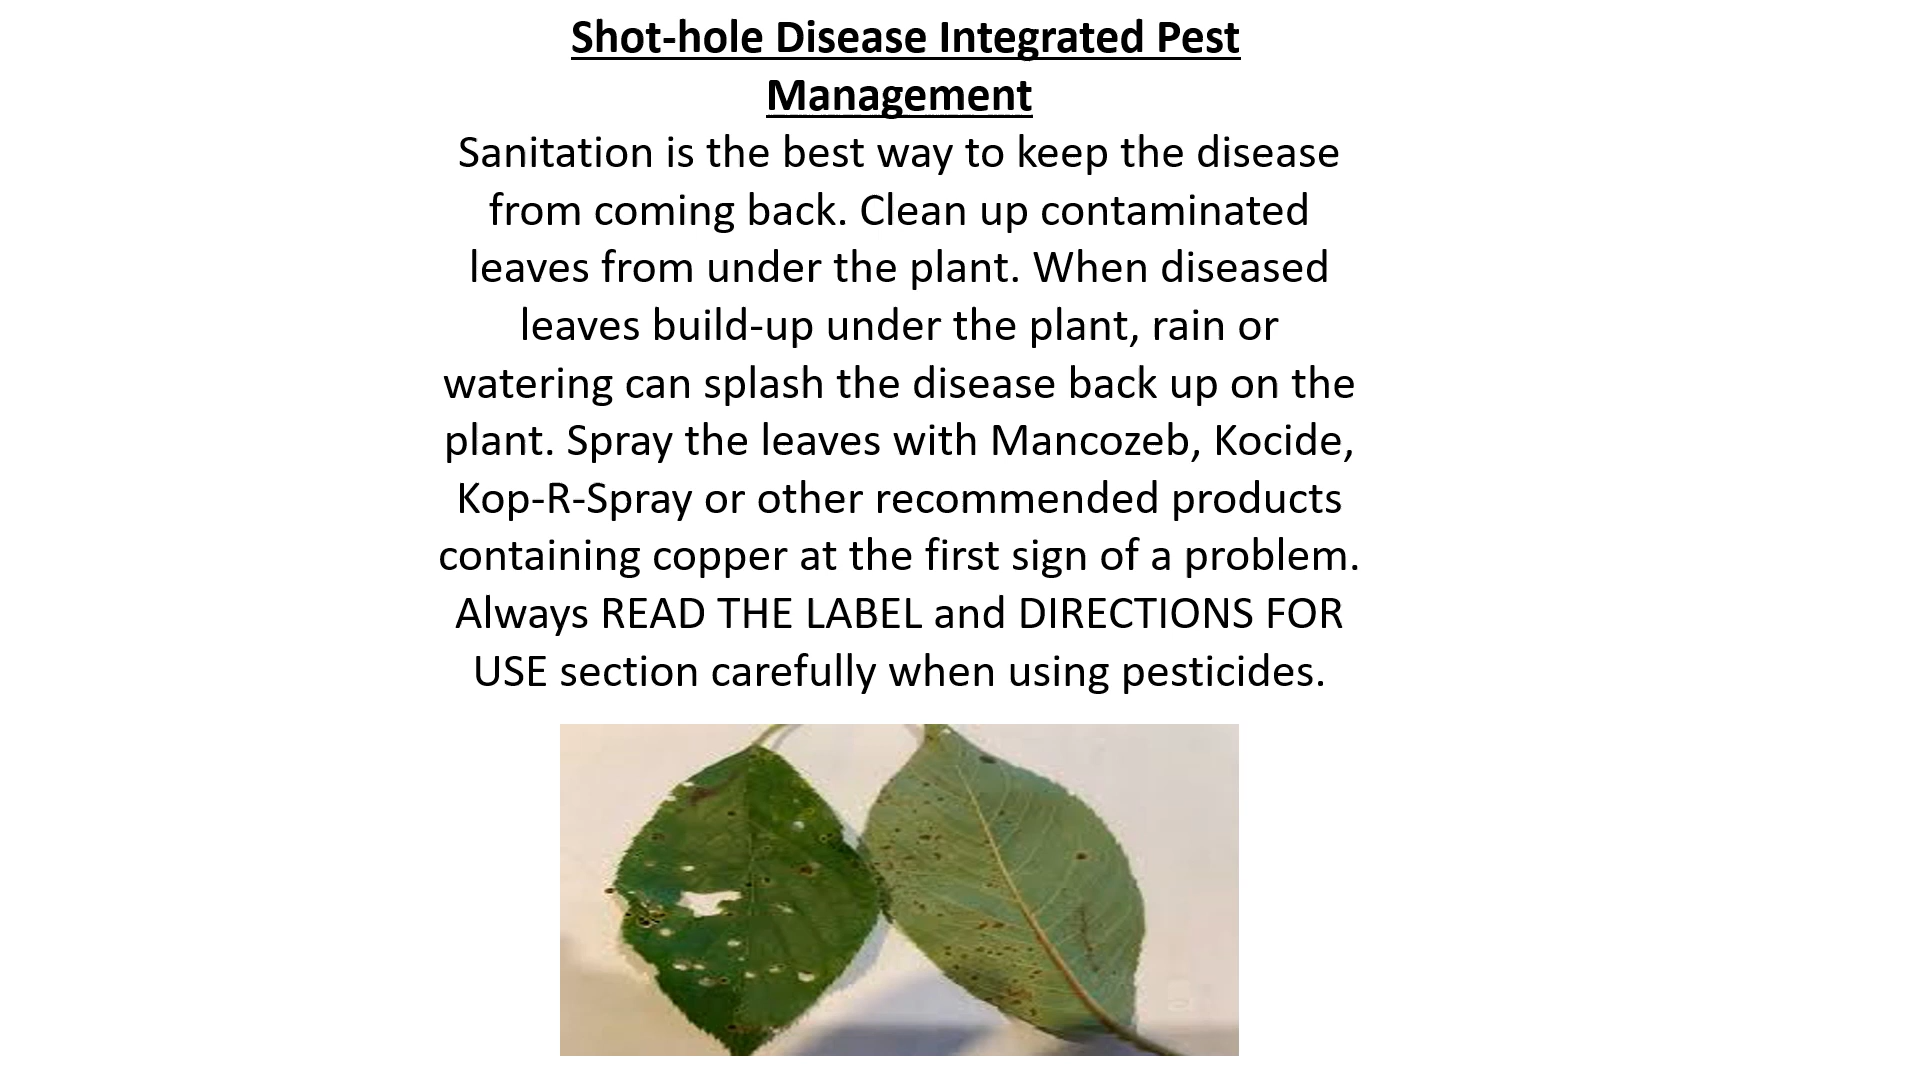 Shot-hole Disease Integrated Pest
Management
Sanitation is the best way to keep the disease
from coming back. Clean up contaminated
leaves from under the plant. When diseased
leaves build-up under the plant, rain or
watering can splash the disease back up on the
plant. Spray the leaves with Mancozeb, Kocide,
Kop-R-Spray or other recommended products
containing copper at the first sign of a problem.
Always READ THE LABEL and DIRECTIONS FOR
USE section carefully when using pesticides.